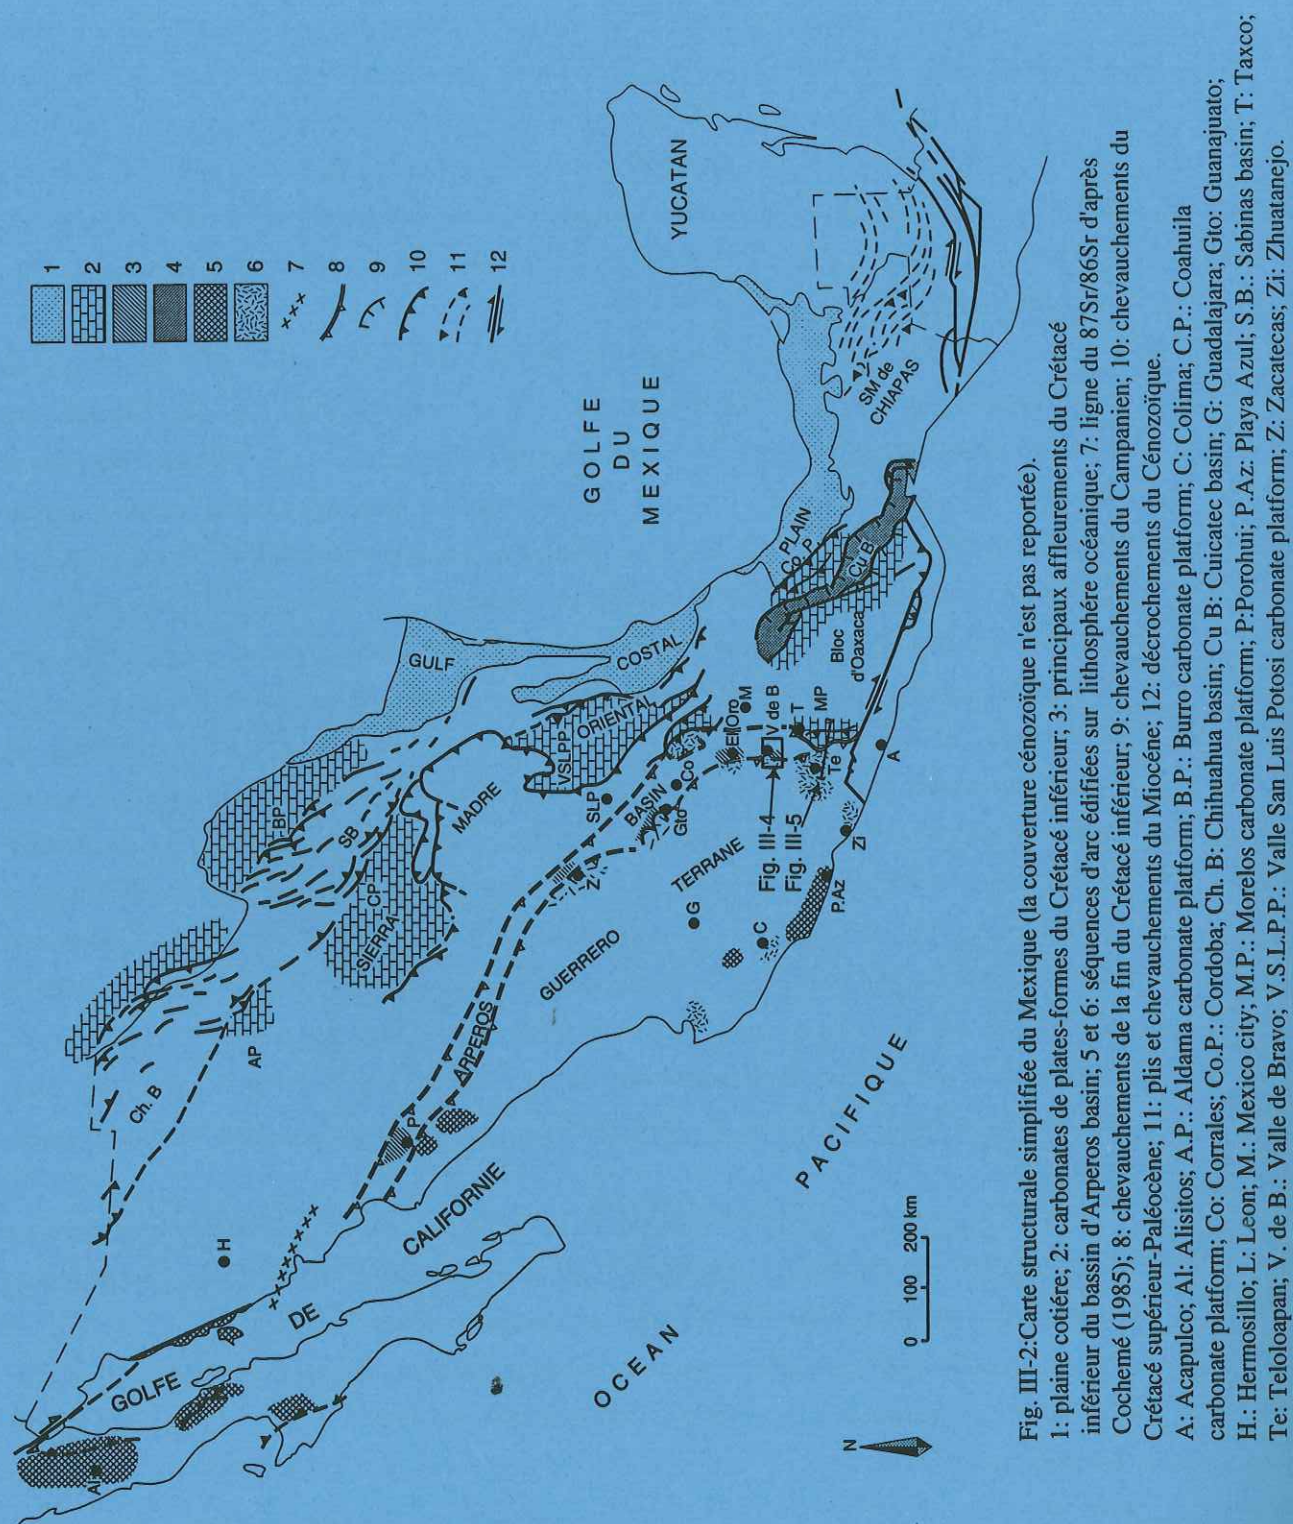 1
2
3
4
5
6
7
8
9
10
11
12
GOLFE
DU
MEXIQUE
YUCATAN
SM de
CHIAPAS
GULF
COSTAL
PLAIN
Co. P
Cu B
Bloc
d'Oaxaca
BP
SB
CP
SIERRA
MADRE
ORIENTAL
VSLPP
AP
Ch. B
H
SLP
BASIN
ARPEROS
Z
Gto
Co
L
El Oro
M
V de B
T
MP
Te
A
Zi
P.Az
C
G
TERRANE
GUERRERO
Fig. III-4
Fig. III-5
P
GOLFE
DE
CALIFORNIE
Al
OCEAN
PACIFIQUE
N
0 100 200 km
Fig. III-2:Carte structurale simplifiée du Mexique (la couverture cénozoïque n'est pas reportée).
1: plaine cotiére; 2: carbonates de plates-formes du Crétacé inférieur; 3: principaux affleurements du Crétacé
inférieur du bassin d'Arperos basin; 5 et 6: séquences d'arc édifiées sur lithosphère océanique; 7: ligne du 87Sr/86Sr d'après
Cochemé (1985); 8: chevauchements de la fin du Crétacé inférieur; 9: chevauchements du Campanien; 10: chevauchements du
Crétacé supérieur-Paléocène; 11: plis et chevauchements du Miocéne; 12: décrochements du Cénozoïque.
A: Acapulco; Al: Alisitos; A.P.: Aldama carbonate platform; B.P.: Burro carbonate platform; C: Colima; C.P.: Coahuila
carbonate platform; Co: Corrales; Co.P.: Cordoba; Ch. B: Chihuahua basin; Cu B: Cuicatec basin; G: Guadalajara; Gto: Guanajuato;
H.: Hermosillo; L: Leon; M.: Mexico city; M.P.: Morelos carbonate platform; P:Porohui; P.Az: Playa Azul; S.B.: Sabinas basin; T: Taxco;
Te: Teloloapan; V. de B.: Valle de Bravo; V.S.L.P.P.: Valle San Luis Potosi carbonate platform; Z: Zacatecas; Zi: Zhuatanejo.